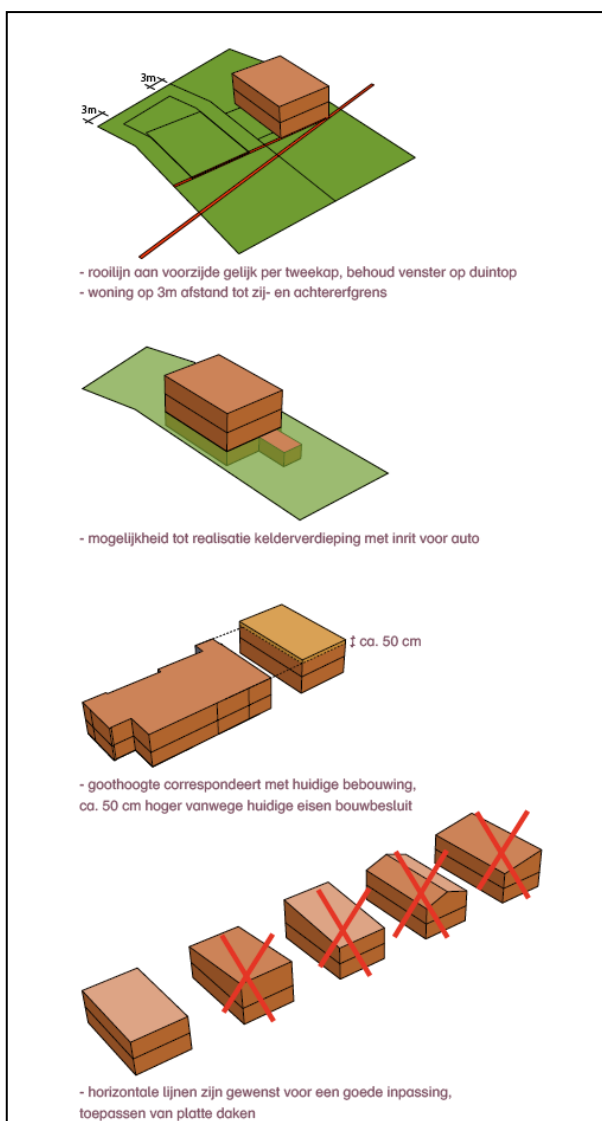 3m
3m
- rooilijn aan voorzijde gelijk per tweekap, behoud venster op duintop
- woning op 3m afstand tot zij- en achtererfgrens
- mogelijkheid tot realisatie kelderverdieping met inrit voor auto
ca. 50 cm
- goothoogte correspondeert met huidige bebouwing,
ca. 50 cm hoger vanwege huidige eisen bouwbesluit
- horizontale lijnen zijn gewenst voor een goede inpassing,
toepassen van platte daken